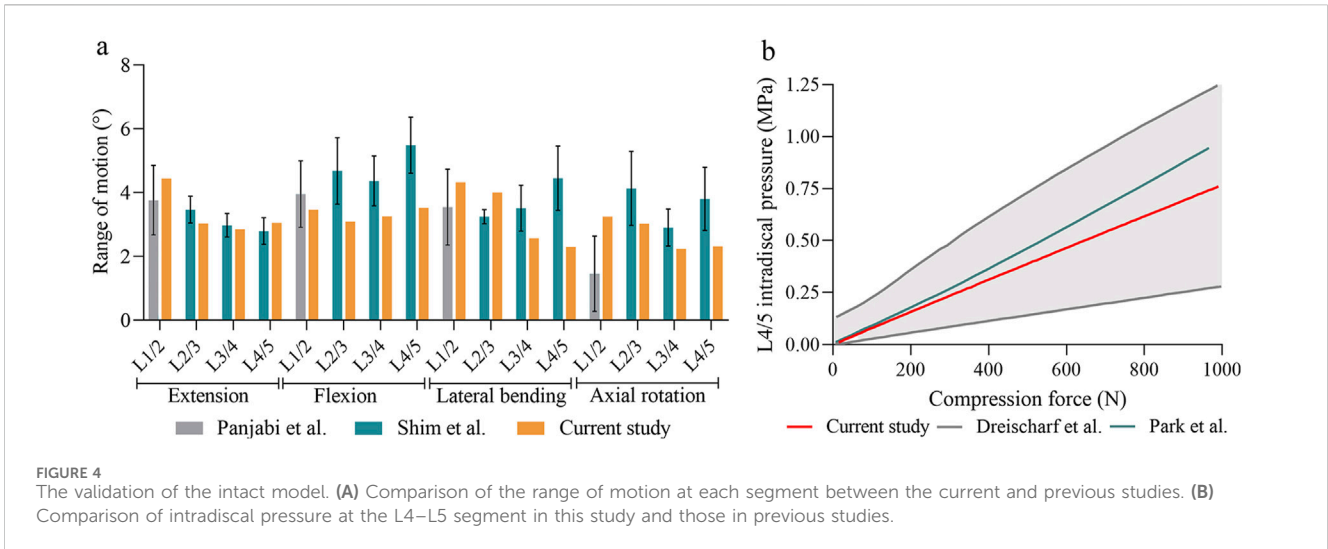 a
8
6
4
2
0
Range of motion (°)
L1/2 L2/3 L3/4 L4/5 L1/2 L2/3 L3/4 L4/5 L1/2 L2/3 L3/4 L4/5 L1/2 L2/3 L3/4 L4/5
Extension Flexion Lateral bending Axial rotation
Panjabi et al. Shim et al. Current study
b
1.25
1.00
0.75
0.50
0.25
0.00
L4/5 intradiscal pressure (MPa)
0 200 400 600 800 1000
Compression force (N)
Current study Dreischarf et al. Park et al.
FIGURE 4
The validation of the intact model. (A) Comparison of the range of motion at each segment between the current and previous studies. (B)
Comparison of intradiscal pressure at the L4–L5 segment in this study and those in previous studies.